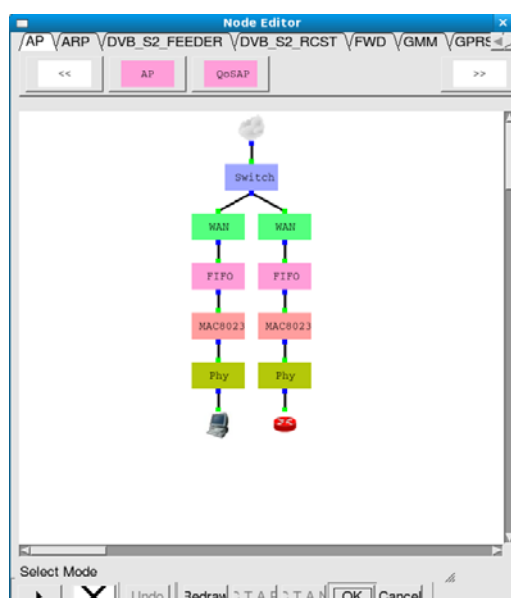 Node Editor
AP ARP DVB_S2_FEEDER DVB_S2_RCST FWD GMM
<< AP QoSAP >>
Switch
WAN WAN
FIFO FIFO
MAC8023 MAC8023
Phy Phy
Select Mode
Undo Redraw OK Cancel